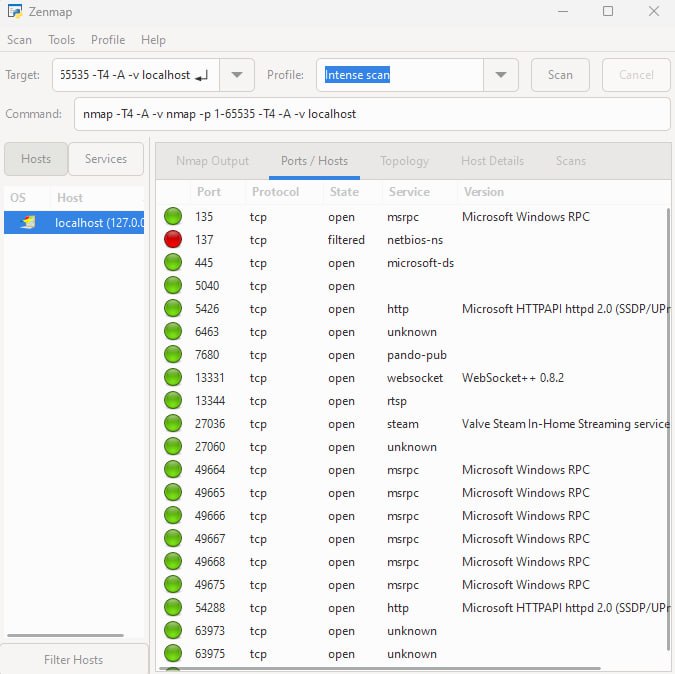 Zenmap
Scan Tools Profile Help
Target: 55535 -T4 -A -v localhost Profile: Intense scan Scan Cancel
Command: nmap -T4 -A -v nmap -p 1-65535 -T4 -A -v localhost
Hosts Services Nmap Output Ports / Hosts Topology Host Details Scans
OS Host Port Protocol State Service Version
localhost (127.0.0 135 tcp open msrpc Microsoft Windows RPC
137 tcp filtered netbios-ns
445 tcp open microsoft-ds
5040 tcp open
5426 tcp open http Microsoft HTTPAPI httpd 2.0 (SSDP/UPr
6463 tcp open unknown
7680 tcp open pando-pub
13331 tcp open websocket WebSocket++ 0.8.2
13344 tcp open rtsp
27036 tcp open steam Valve Steam In-Home Streaming service
27060 tcp open unknown
49664 tcp open msrpc Microsoft Windows RPC
49665 tcp open msrpc Microsoft Windows RPC
49666 tcp open msrpc Microsoft Windows RPC
49667 tcp open msrpc Microsoft Windows RPC
49668 tcp open msrpc Microsoft Windows RPC
49675 tcp open msrpc Microsoft Windows RPC
54288 tcp open http Microsoft HTTPAPI httpd 2.0 (SSDP/UPr
63973 tcp open unknown
63975 tcp open unknown
Filter Hosts